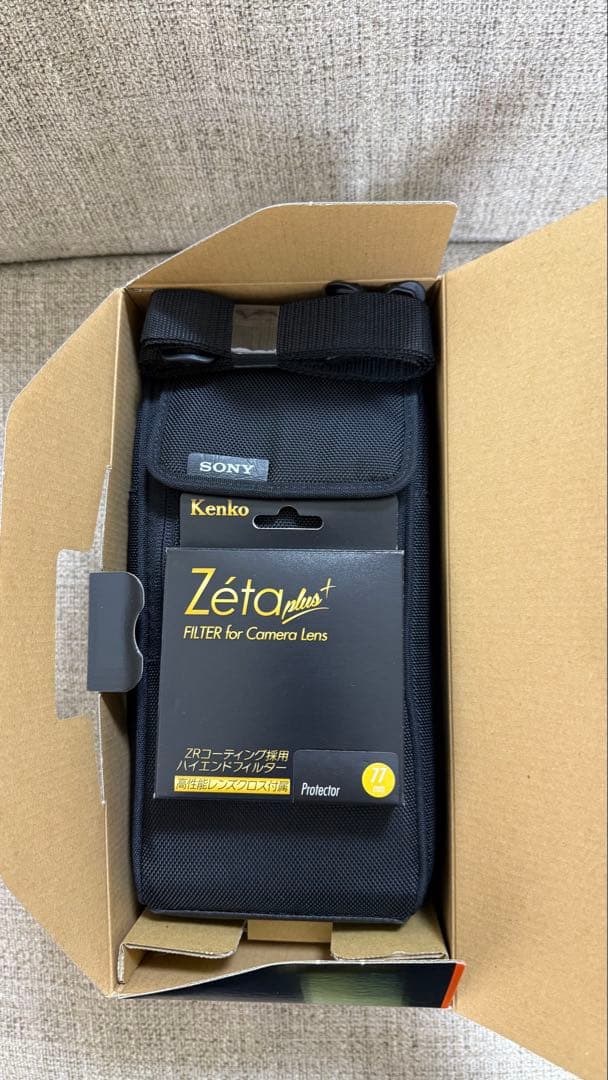 SONY
Kenko
Zéta plus+
FILTER for Camera Lens
ZRコーティング採用
ハイエンドフィルター
高性能レンズクロス付属
Protector
77
mm